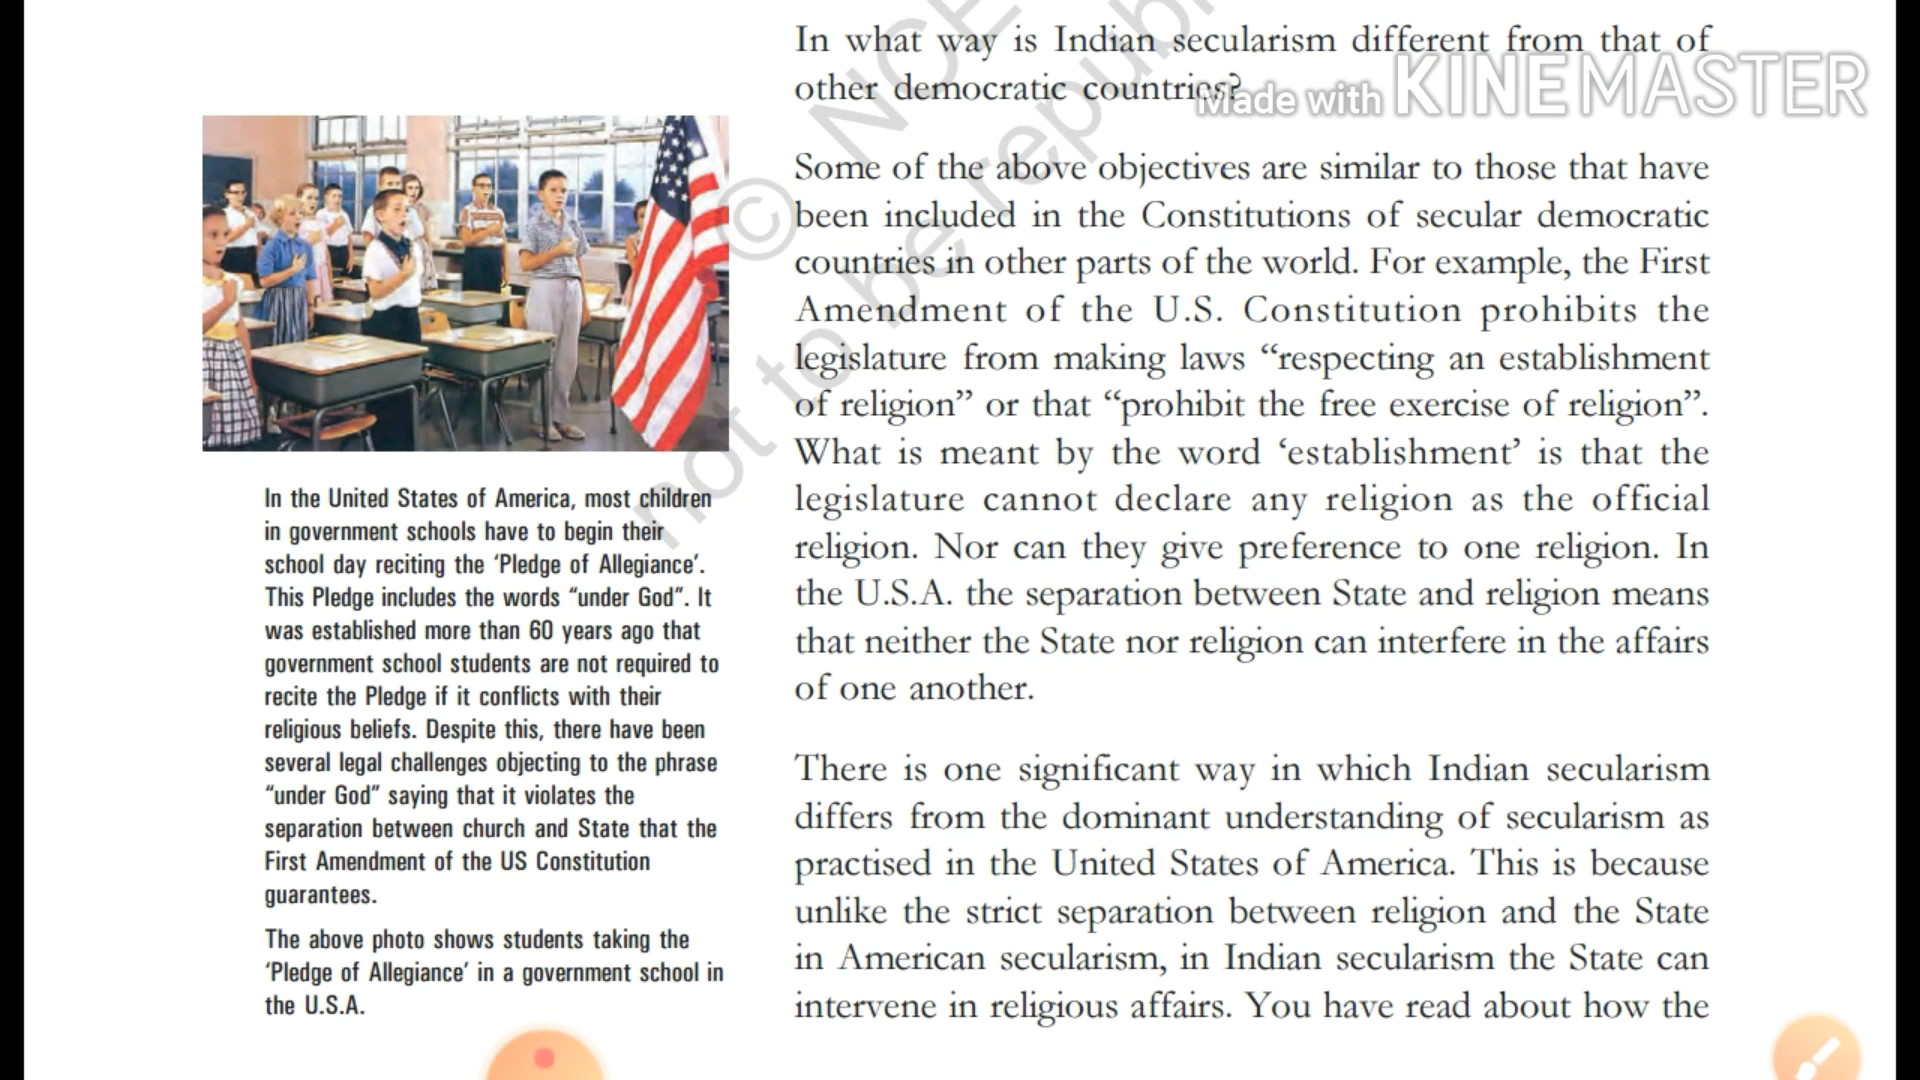 In what way is Indian secularism different from that of
other democratic countries?
Made with KINEMASTER
Some of the above objectives are similar to those that have
been included in the Constitutions of secular democratic
countries in other parts of the world. For example, the First
Amendment of the U.S. Constitution prohibits the
legislature from making laws “respecting an establishment
of religion” or that “prohibit the free exercise of religion”.
What is meant by the word ‘establishment’ is that the
legislature cannot declare any religion as the official
religion. Nor can they give preference to one religion. In
the U.S.A. the separation between State and religion means
that neither the State nor religion can interfere in the affairs
of one another.
There is one significant way in which Indian secularism
differs from the dominant understanding of secularism as
practised in the United States of America. This is because
unlike the strict separation between religion and the State
in American secularism, in Indian secularism the State can
intervene in religious affairs. You have read about how the
In the United States of America, most children
in government schools have to begin their
school day reciting the ‘Pledge of Allegiance’.
This Pledge includes the words “under God”. It
was established more than 60 years ago that
government school students are not required to
recite the Pledge if it conflicts with their
religious beliefs. Despite this, there have been
several legal challenges objecting to the phrase
“under God” saying that it violates the
separation between church and State that the
First Amendment of the US Constitution
guarantees.
The above photo shows students taking the
‘Pledge of Allegiance’ in a government school in
the U.S.A.
©
not to be